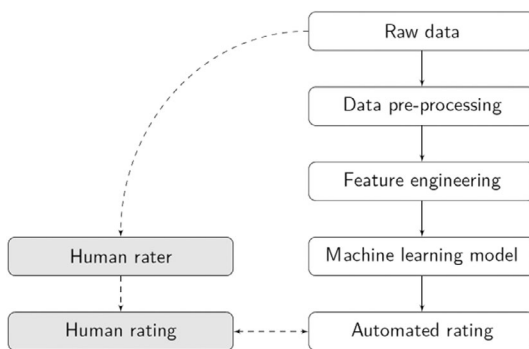 Raw data
Data pre-processing
Feature engineering
Human rater
Machine learning model
Human rating
Automated rating